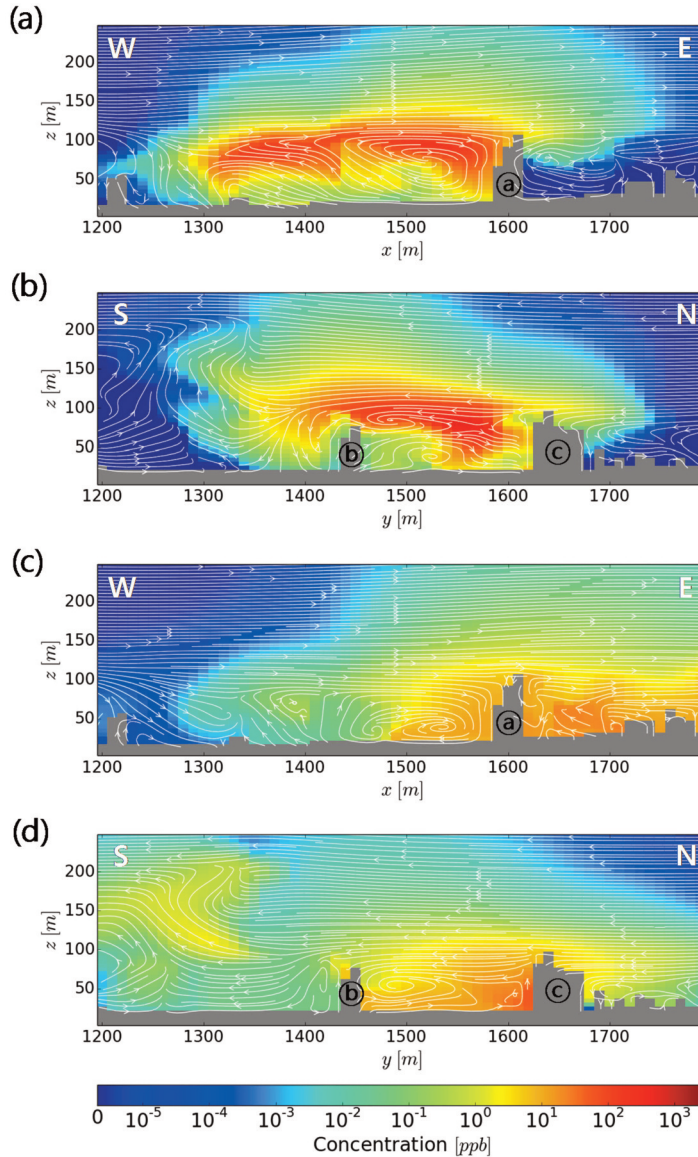 (a)
W E
z [m]
200
150
100
50
ⓐ
1200 1300 1400 1500 1600 1700
x [m]
(b)
S N
z [m]
200
150
100
50
ⓑ ⓒ
1200 1300 1400 1500 1600 1700
y [m]
(c)
W E
z [m]
200
150
100
50
ⓐ
1200 1300 1400 1500 1600 1700
x [m]
(d)
S N
z [m]
200
150
100
50
ⓑ ⓒ
1200 1300 1400 1500 1600 1700
y [m]
0 10⁻⁵ 10⁻⁴ 10⁻³ 10⁻² 10⁻¹ 10⁰ 10¹ 10² 10³
Concentration [ppb]